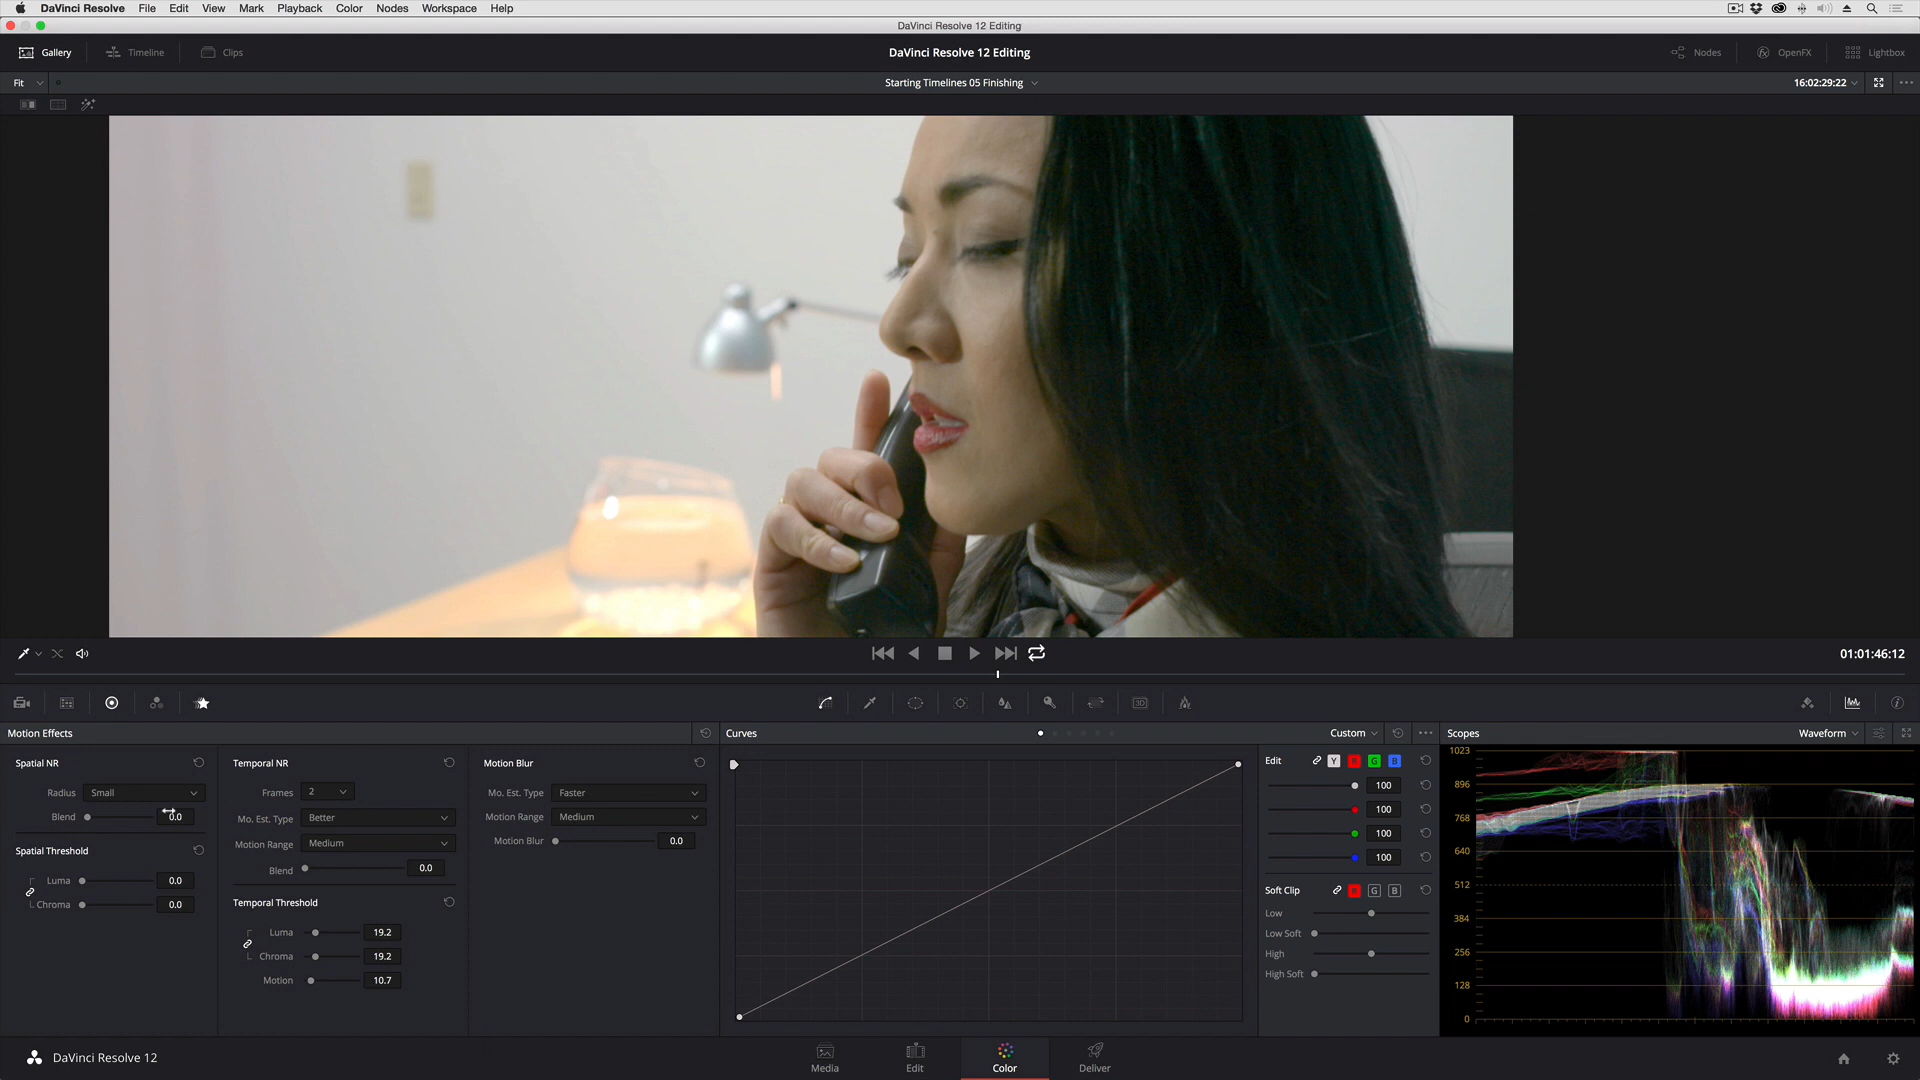 DaVinci Resolve File Edit View Mark Playback Color Nodes Workspace Help
DaVinci Resolve 12 Editing
Gallery Timeline Clips DaVinci Resolve 12 Editing Nodes OpenFX Lightbox
Fit Starting Timelines 05 Finishing 16:02:29:22
01:01:46:12
3D
Motion Effects Curves Custom Scopes Waveform
Spatial NR
Radius Small
Blend 0.0
Spatial Threshold
Luma 0.0
Chroma 0.0
Temporal NR
Frames 2
Mo. Est. Type Better
Motion Range Medium
Blend 0.0
Temporal Threshold
Luma 19.2
Chroma 19.2
Motion 10.7
Motion Blur
Mo. Est. Type Faster
Motion Range Medium
Motion Blur 0.0
Edit Y R G B
100
100
100
100
Soft Clip R G B
Low
Low Soft
High
High Soft
1023
896
768
640
512
384
256
128
0
DaVinci Resolve 12 Media Edit Color Deliver